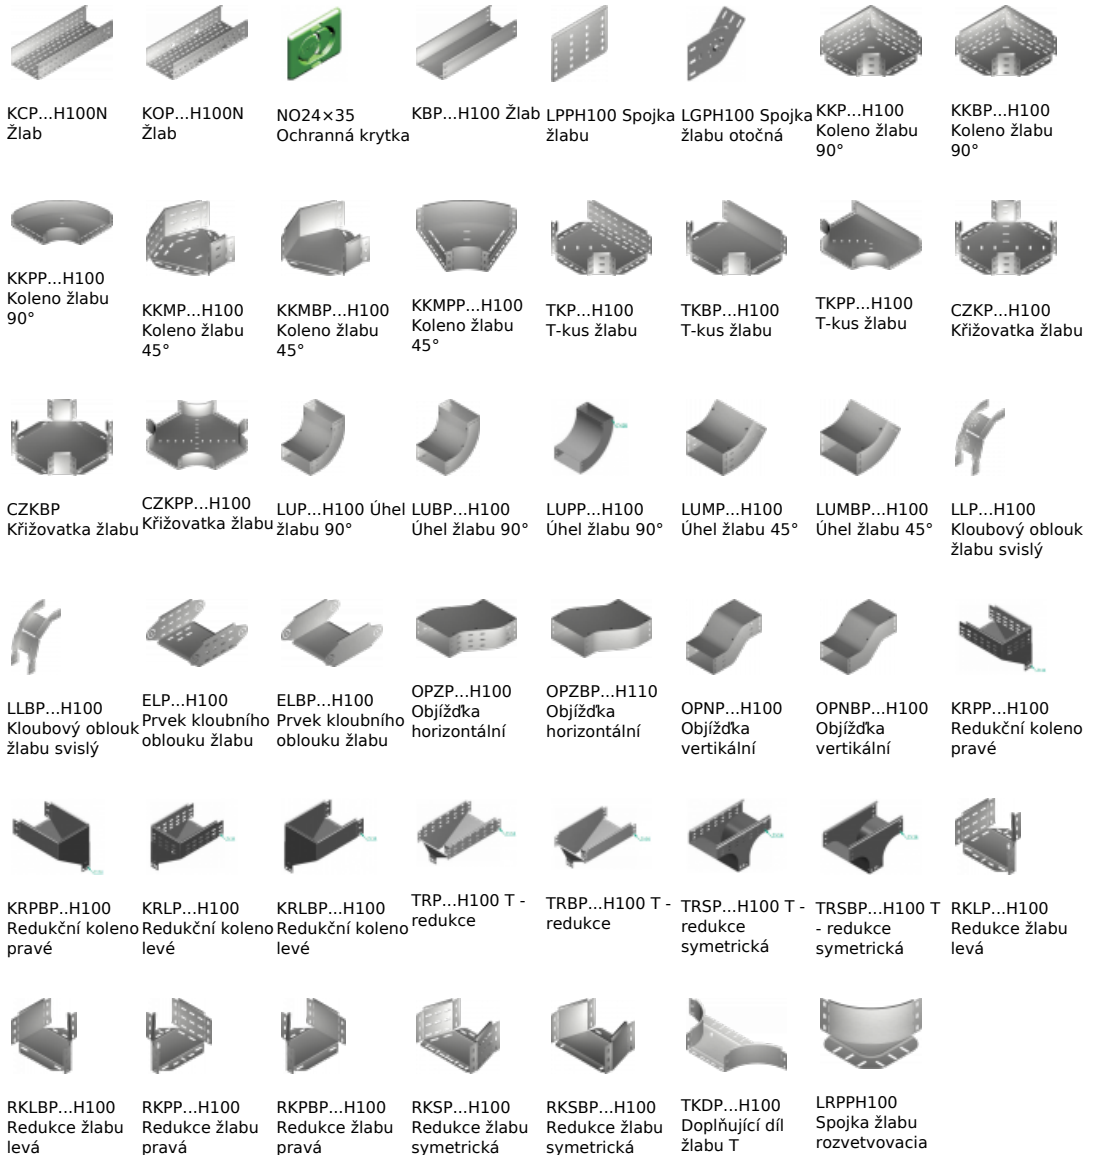 KCP...H100N
Žlab
KOP...H100N
Žlab
NO24×35
Ochranná krytka
KBP...H100 Žlab
LPPH100 Spojka
žlabu
LGPH100 Spojka
žlabu otočná
KKP...H100
Koleno žlabu
90°
KKBP...H100
Koleno žlabu
90°
KKPP...H100
Koleno žlabu
90°
KKMP...H100
Koleno žlabu
45°
KKMBP...H100
Koleno žlabu
45°
KKMPP...H100
Koleno žlabu
45°
TKP...H100
T-kus žlabu
TKBP...H100
T-kus žlabu
TKPP...H100
T-kus žlabu
CZKP...H100
Křižovatka žlabu
CZKBP
Křižovatka žlabu
CZKPP...H100
Křižovatka žlabu
LUP...H100 Úhel
žlabu 90°
LUBP...H100
Úhel žlabu 90°
LUPP...H100
Úhel žlabu 90°
LUMP...H100
Úhel žlabu 45°
LUMBP...H100
Úhel žlabu 45°
LLP...H100
Kloubový oblouk
žlabu svislý
LLBP...H100
Kloubový oblouk
žlabu svislý
ELP...H100
Prvek kloubního
oblouku žlabu
ELBP...H100
Prvek kloubního
oblouku žlabu
OPZP...H100
Objížďka
horizontální
OPZBP...H110
Objížďka
horizontální
OPNP...H100
Objížďka
vertikální
OPNBP...H100
Objížďka
vertikální
KRPP...H100
Redukční koleno
pravé
KRPBP..H100
Redukční koleno
pravé
KRLP...H100
Redukční koleno
levé
KRLBP...H100
Redukční koleno
levé
TRP...H100 T -
redukce
TRBP...H100 T -
redukce
TRSP...H100 T -
redukce
symetrická
TRSBP...H100 T
- redukce
symetrická
RKLP...H100
Redukce žlabu
levá
RKLBP...H100
Redukce žlabu
levá
RKPP...H100
Redukce žlabu
pravá
RKPBP...H100
Redukce žlabu
pravá
RKSP...H100
Redukce žlabu
symetrická
RKSBP...H100
Redukce žlabu
symetrická
TKDP...H100
Doplňující díl
žlabu T
LRPPH100
Spojka žlabu
rozvetvovacia